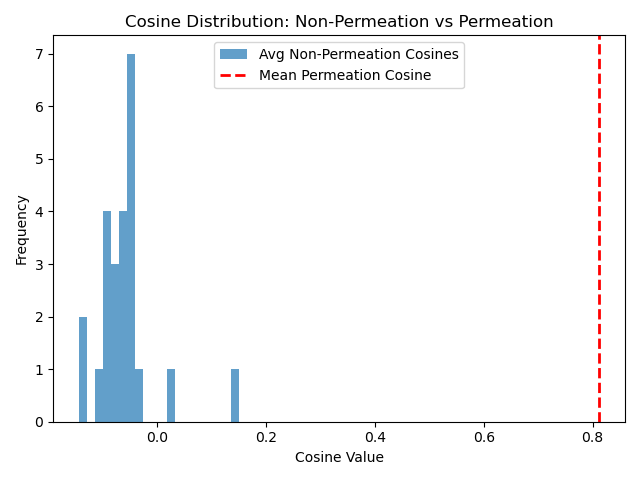 Cosine Distribution: Non-Permeation vs Permeation
Avg Non-Permeation Cosines
Mean Permeation Cosine
Frequency
7
6
5
4
3
2
1
0
0.0 0.2 0.4 0.6 0.8
Cosine Value